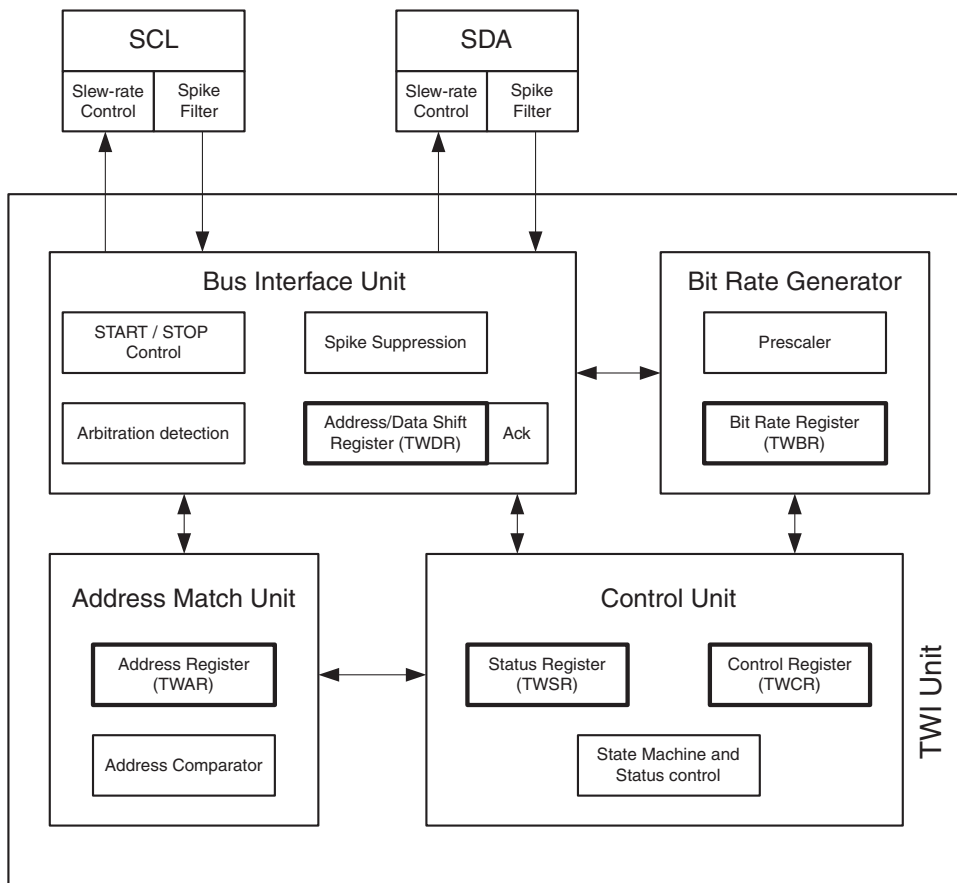 SCL
SDA
Slew-rate
Control
Spike
Filter
Slew-rate
Control
Spike
Filter
Bus Interface Unit
START / STOP
Control
Spike Suppression
Arbitration detection
Address/Data Shift
Register (TWDR)
Ack
Bit Rate Generator
Prescaler
Bit Rate Register
(TWBR)
Address Match Unit
Address Register
(TWAR)
Address Comparator
Control Unit
Status Register
(TWSR)
Control Register
(TWCR)
State Machine and
Status control
TWI Unit